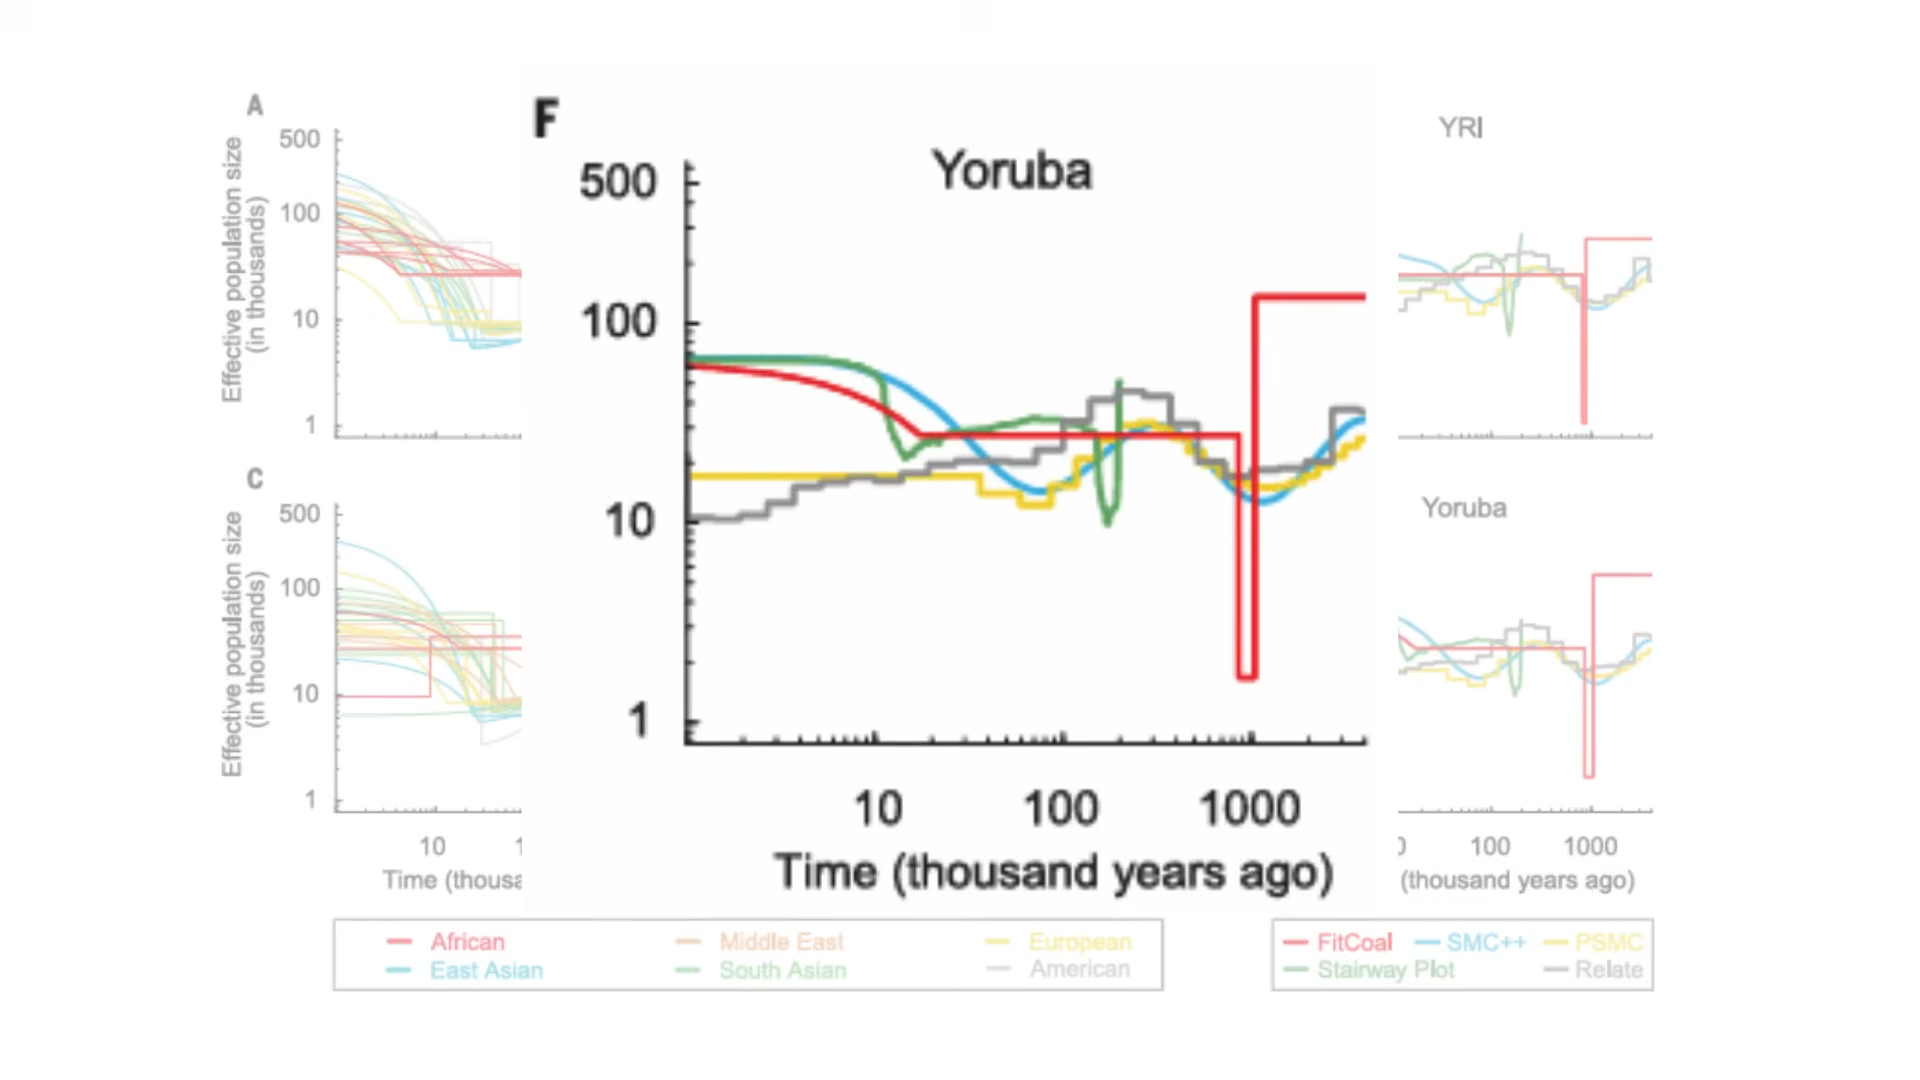 A
Effective population size
(in thousands)
500
100
10
1
C
Effective population size
(in thousands)
500
100
10
1
10
Time (thousa
F
Yoruba
500
100
10
1
10 100 1000
Time (thousand years ago)
YRI
Yoruba
100 1000
(thousand years ago)
African Middle East European
East Asian South Asian American
FitCoal SMC++ PSMC
Stairway Plot Relate